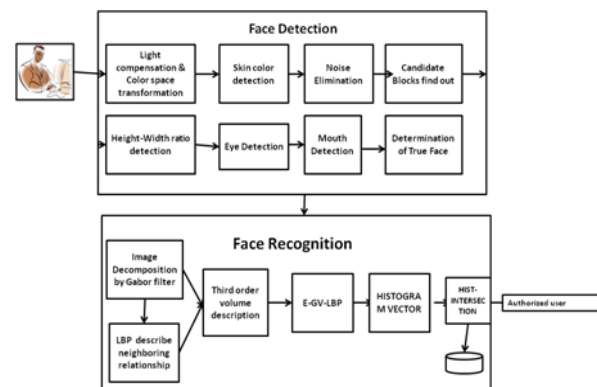 Face Detection
Light
compensation &
Color space
transformation
Skin color
detection
Noise
Elimination
Candidate
Blocks find out
Height-Width ratio
detection
Eye Detection
Mouth
Detection
Determination
of True Face
Face Recognition
Image
Decomposition
by Gabor filter
LBP describe
neighboring
relationship
Third order
volume
description
E-GV-LBP
HISTOGRA
M VECTOR
HIST-
INTERSE
CTION
Authorized user